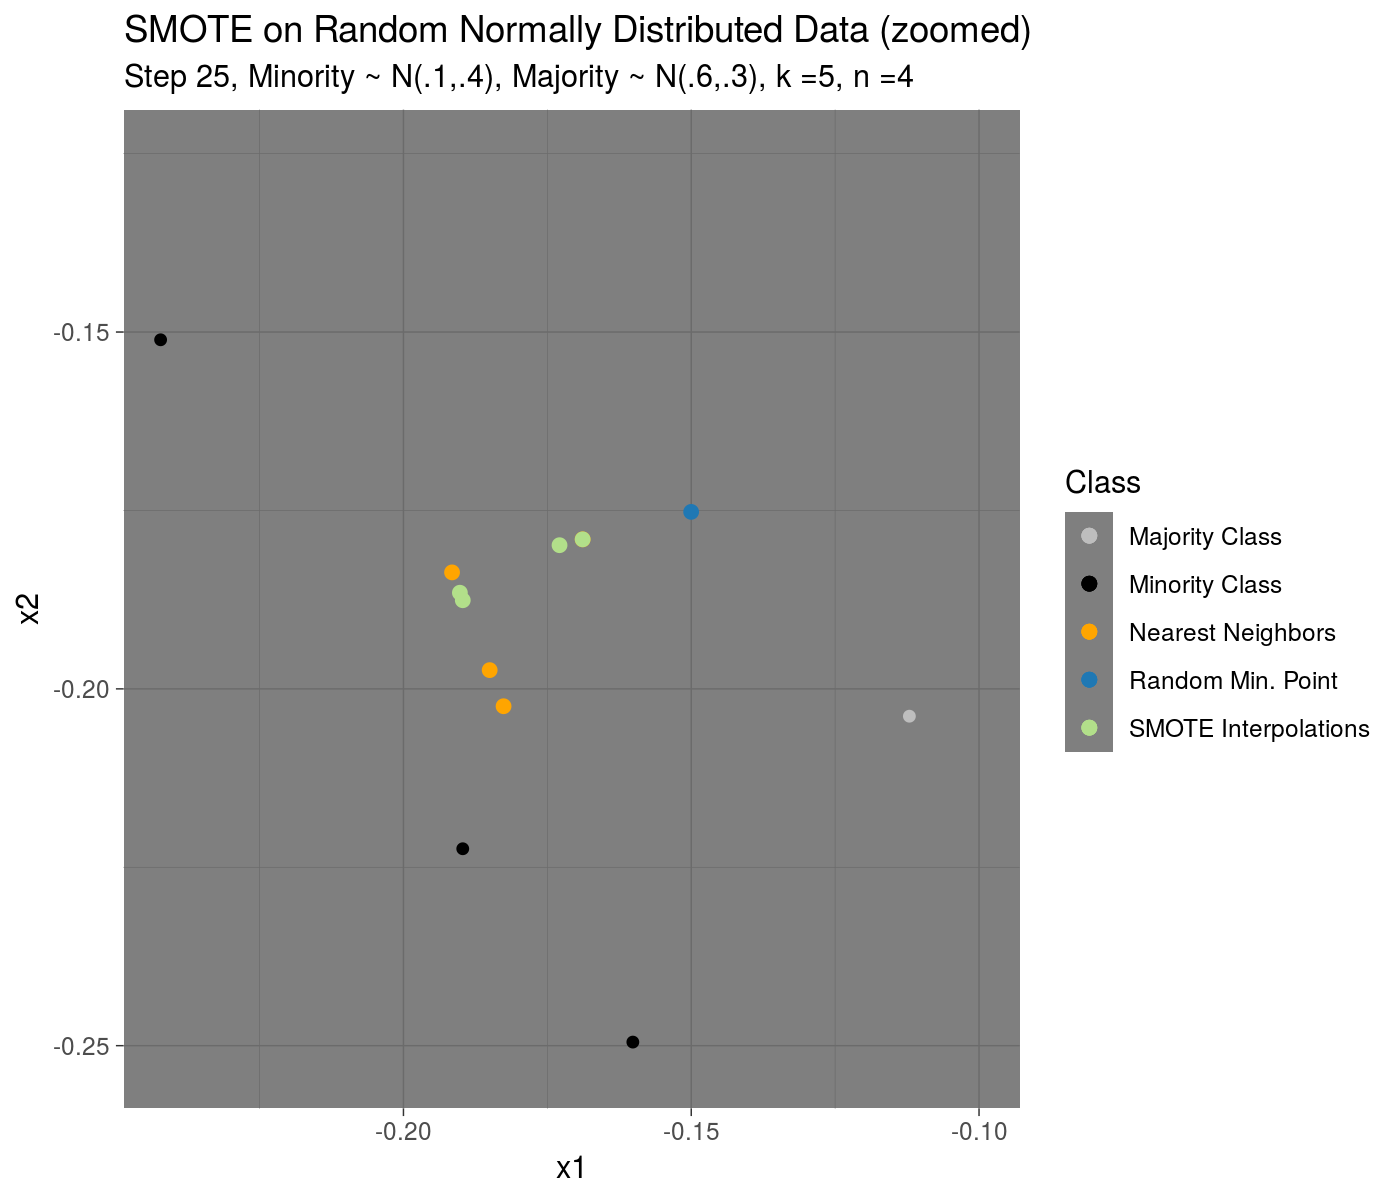 SMOTE on Random Normally Distributed Data (zoomed)
Step 25, Minority ~ N(.1,.4), Majority ~ N(.6,.3), k =5, n =4
-0.15
-0.20
-0.25
x2
-0.20
-0.15
-0.10
x1
Class
Majority Class
Minority Class
Nearest Neighbors
Random Min. Point
SMOTE Interpolations